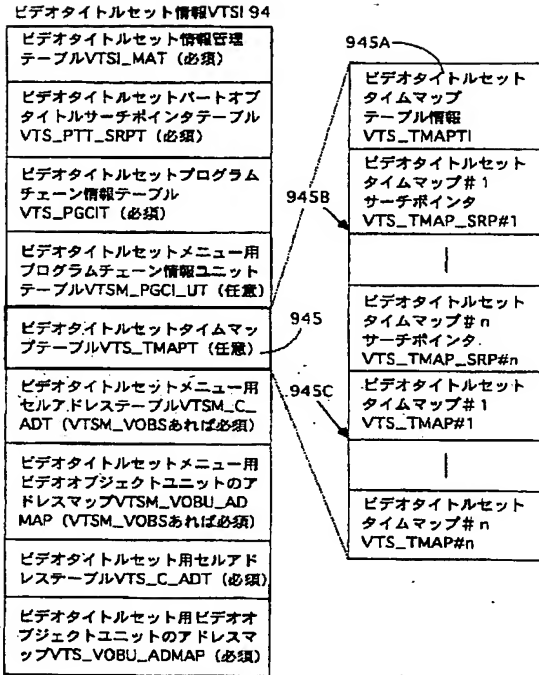 ビデオタイトルセット情報VTSI 94
ビデオタイトルセット情報管理
テーブルVTSI_MAT（必須）
ビデオタイトルセットパートオブ
タイトルサーチポインタテーブル
VTS_PTT_SRPT（必須）
ビデオタイトルセットプログラム
チェーン情報テーブル
VTS_PGCIT（必須）
ビデオタイトルセットメニュー用
プログラムチェーン情報ユニット
テーブルVTSM_PGCI_UT（任意）
ビデオタイトルセットタイムマッ
プテーブルVTS_TMAPT（任意）
ビデオタイトルセットメニュー用
セルアドレステーブルVTSM_C_
ADT（VTSM_VOBSあれば必須）
ビデオタイトルセットメニュー用
ビデオオブジェクトユニットのア
ドレスマップVTSM_VOBU_AD
MAP（VTSM_VOBSあれば必須）
ビデオタイトルセット用セルアド
レステーブルVTS_C_ADT（必須）
ビデオタイトルセット用ビデオオ
ブジェクトユニットのアドレスマ
ップVTS_VOBU_ADMAP（必須）
945A
945B
945
945C
ビデオタイトルセット
タイムマップ
テーブル情報
VTS_TMAPTI
ビデオタイトルセット
タイムマップ＃1
サーチポインタ
VTS_TMAP_SRP#1
ビデオタイトルセット
タイムマップ＃n
サーチポインタ
VTS_TMAP_SRP#n
ビデオタイトルセット
タイムマップ＃1
VTS_TMAP#1
ビデオタイトルセット
タイムマップ＃n
VTS_TMAP#n